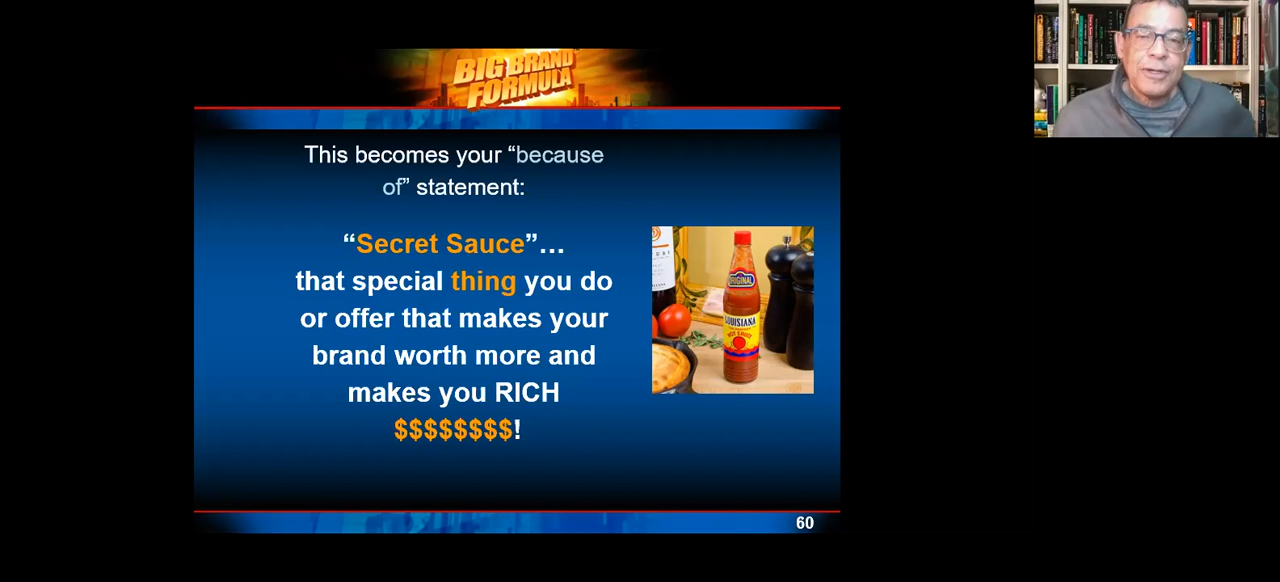 BIG BRAND
FORMULA
This becomes your “because
of” statement:
“Secret Sauce”...
that special thing you do
or offer that makes your
brand worth more and
makes you RICH
$$$$$$$$!
ORIGINAL
LOUISIANA
HOT SAUCE
60